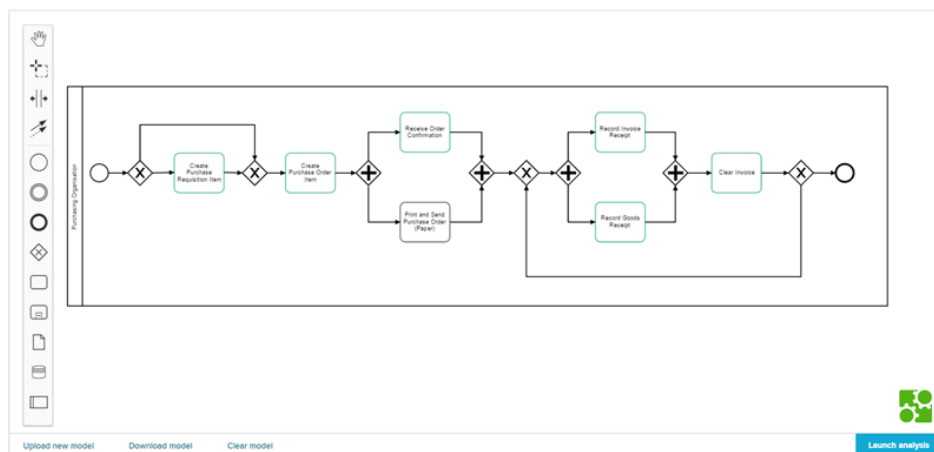 Purchasing Organisation
Create
Purchase
Requisition Item
Create
Purchase Order
Item
Receive Order
Confirmation
Print and Send
Purchase Order
(Paper)
Record Invoice
Receipt
Record Goods
Receipt
Clear Invoice
Upload new model
Download model
Clear model
Launch analysis